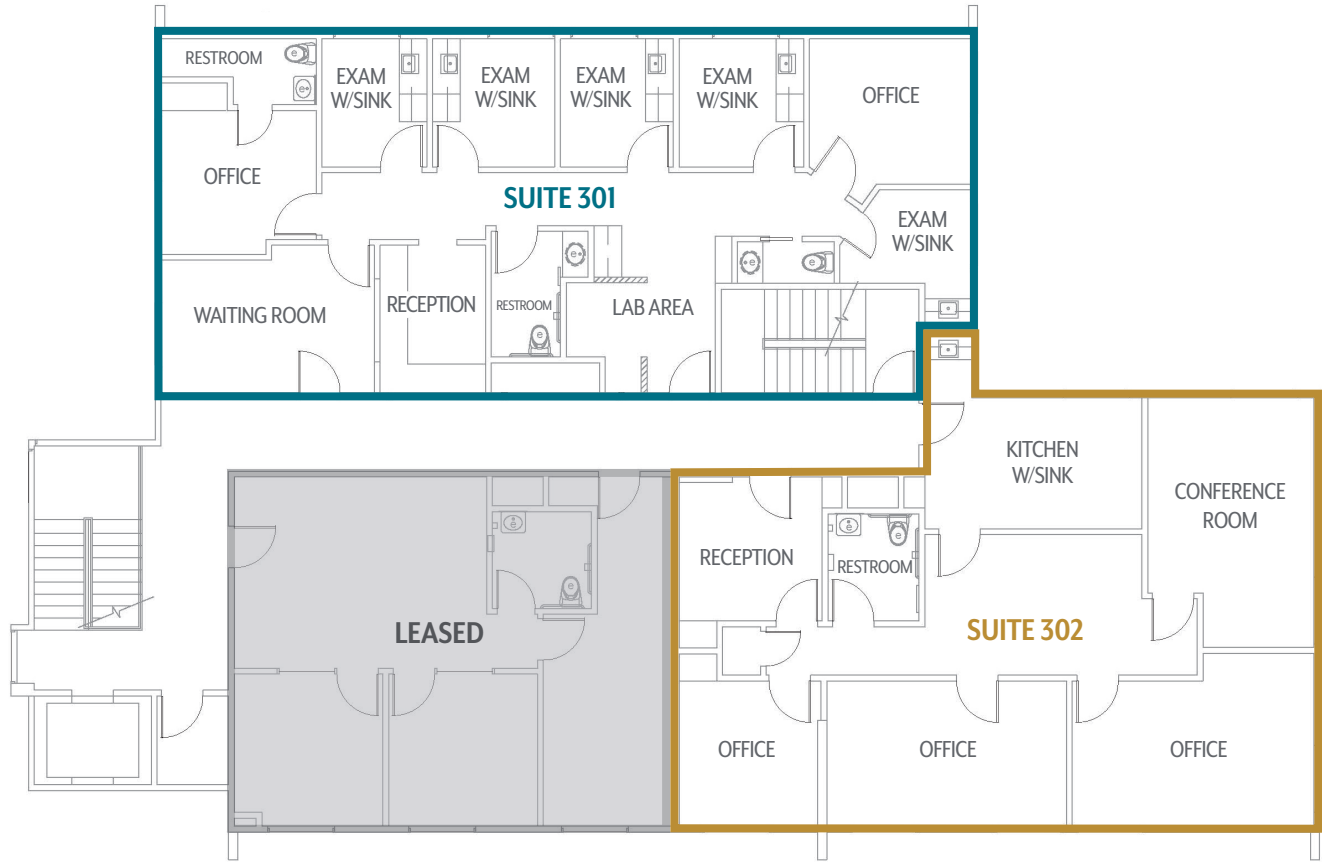 RESTROOM
EXAM
W/SINK
EXAM
W/SINK
EXAM
W/SINK
EXAM
W/SINK
OFFICE
OFFICE
SUITE 301
EXAM
W/SINK
WAITING ROOM
RECEPTION
RESTROOM
LAB AREA
KITCHEN
W/SINK
CONFERENCE
ROOM
RECEPTION
RESTROOM
LEASED
SUITE 302
OFFICE
OFFICE
OFFICE